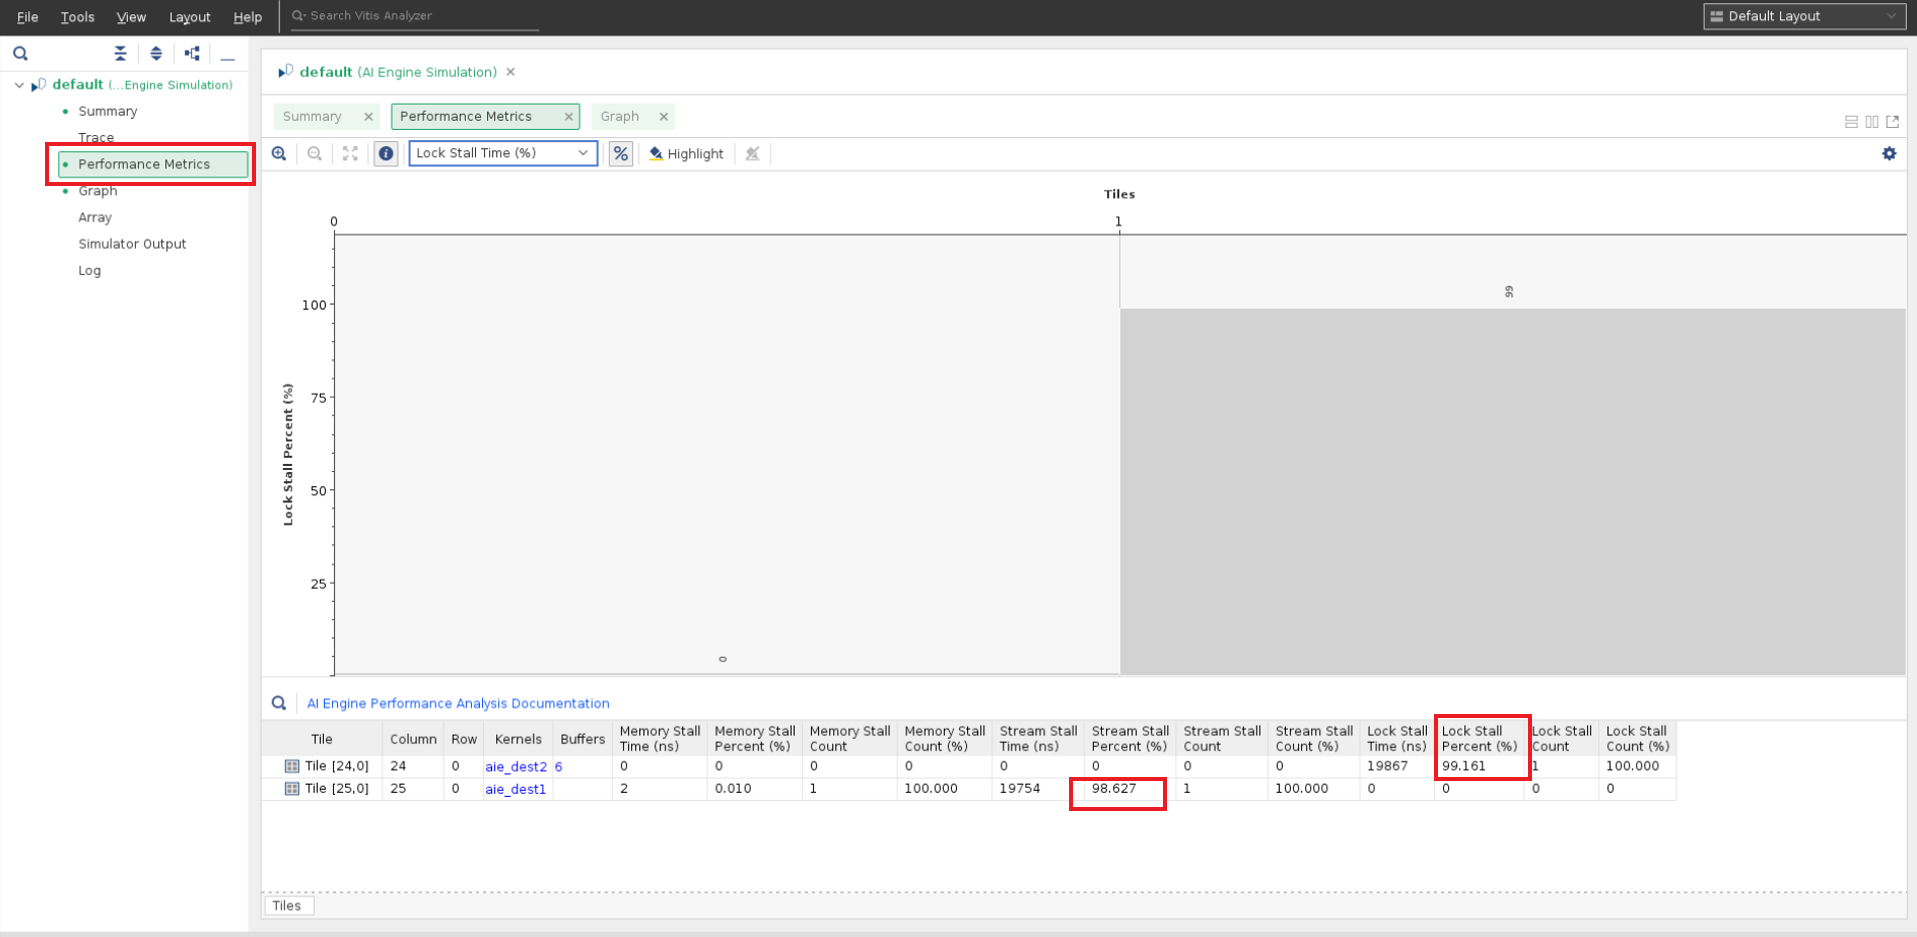 File Tools View Layout Help Search Vitis Analyzer Default Layout
default (...Engine Simulation)
Summary
Trace
Performance Metrics
Graph
Array
Simulator Output
Log
default (AI Engine Simulation)
Summary Performance Metrics Graph
Lock Stall Time (%) % Highlight
Tiles
0 1
99
100
75
50
25
Lock Stall Percent (%)
0
AI Engine Performance Analysis Documentation
Tile Column Row Kernels Buffers Memory Stall Time (ns) Memory Stall Percent (%) Memory Stall Count Memory Stall Count (%) Stream Stall Time (ns) Stream Stall Percent (%) Stream Stall Count Stream Stall Count (%) Lock Stall Time (ns) Lock Stall Percent (%) Lock Stall Count Lock Stall Count (%)
Tile [24,0] 24 0 aie_dest2 6 0 0 0 0 0 0 0 0 19867 99.161 1 100.000
Tile [25,0] 25 0 aie_dest1 2 0.010 1 100.000 19754 98.627 1 100.000 0 0 0 0
Tiles